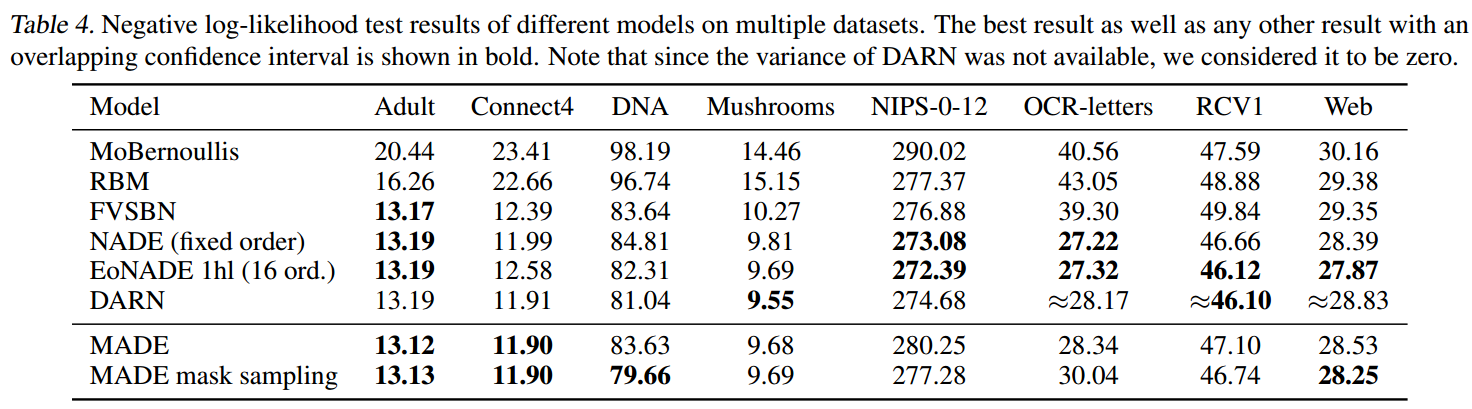 Table 4. Negative log-likelihood test results of different models on multiple datasets. The best result as well as any other result with an
overlapping confidence interval is shown in bold. Note that since the variance of DARN was not available, we considered it to be zero.
Model Adult Connect4 DNA Mushrooms NIPS-0-12 OCR-letters RCV1 Web
MoBernoullis 20.44 23.41 98.19 14.46 290.02 40.56 47.59 30.16
RBM 16.26 22.66 96.74 15.15 277.37 43.05 48.88 29.38
FVSBN 13.17 12.39 83.64 10.27 276.88 39.30 49.84 29.35
NADE (fixed order) 13.19 11.99 84.81 9.81 273.08 27.22 46.66 28.39
EoNADE 1hl (16 ord.) 13.19 12.58 82.31 9.69 272.39 27.32 46.12 27.87
DARN 13.19 11.91 81.04 9.55 274.68 ≈28.17 ≈46.10 ≈28.83
MADE 13.12 11.90 83.63 9.68 280.25 28.34 47.10 28.53
MADE mask sampling 13.13 11.90 79.66 9.69 277.28 30.04 46.74 28.25